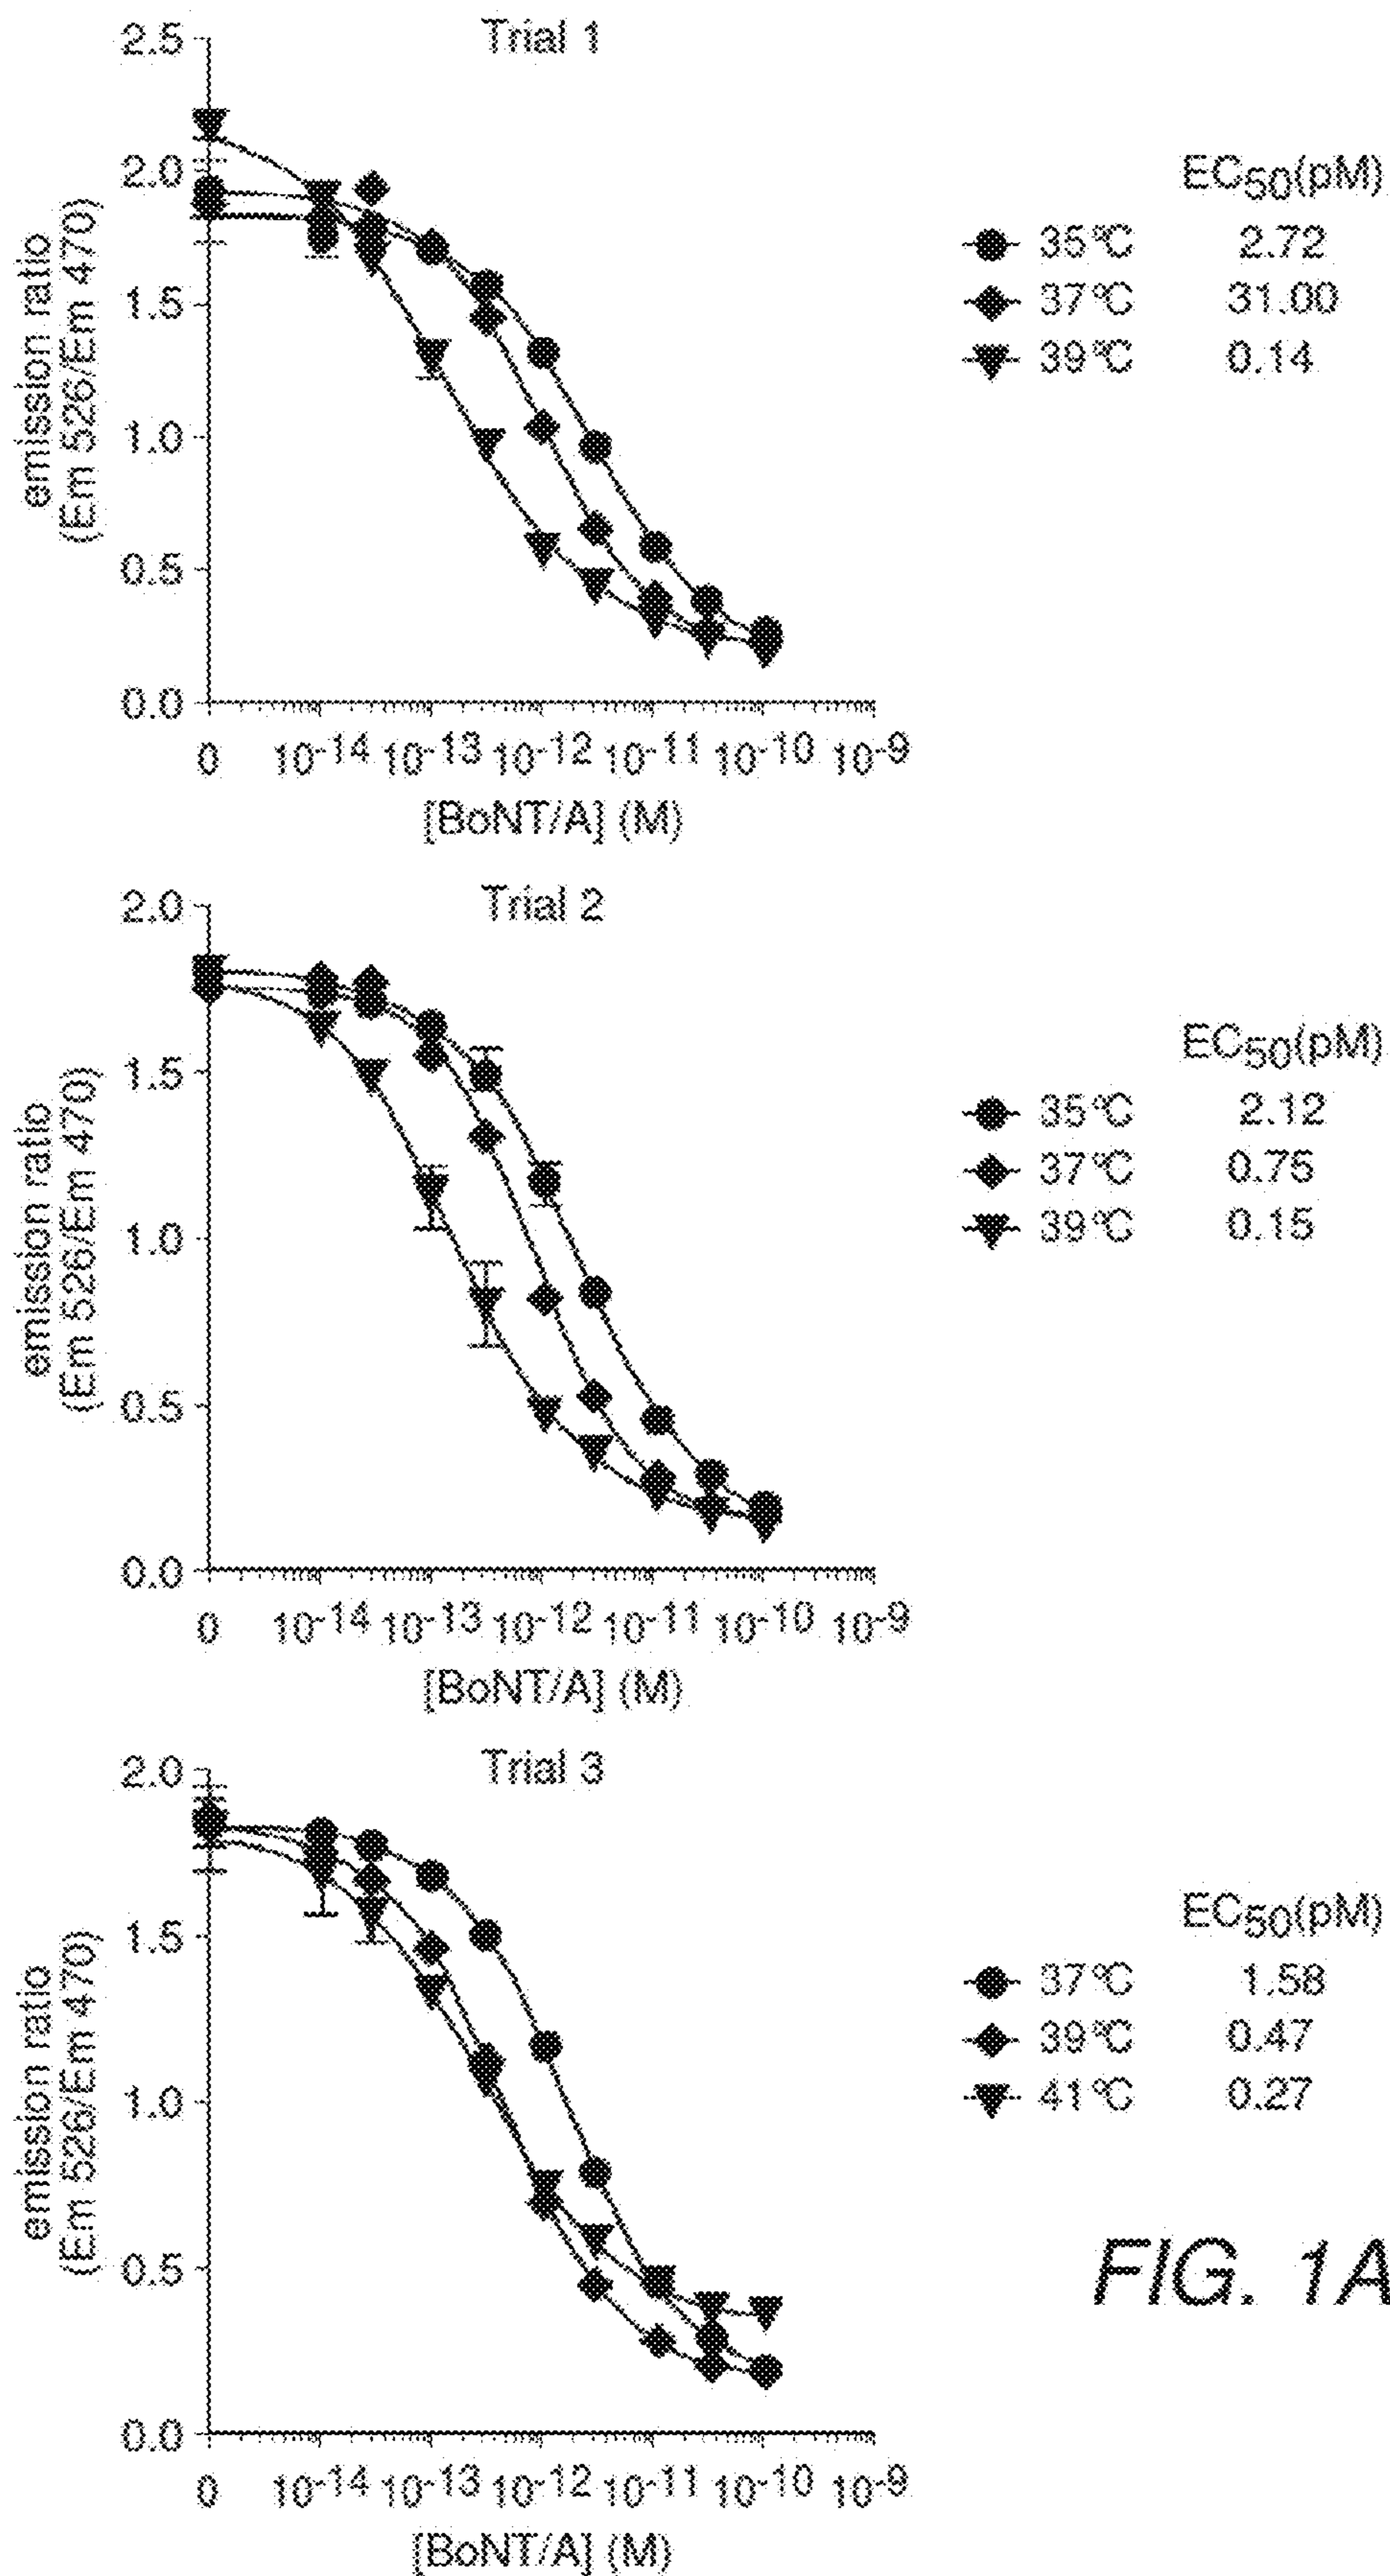 Trial 1
2.5
2.0
1.5
1.0
0.5
0.0
emission ratio
(Em 526/Em 470)
0 10-14 10-13 10-12 10-11 10-10 10-9
[BoNT/A] (M)
EC50(pM)
35°C 2.72
37°C 31.00
39°C 0.14
Trial 2
2.0
1.5
1.0
0.5
0.0
emission ratio
(Em 526/Em 470)
0 10-14 10-13 10-12 10-11 10-10 10-9
[BoNT/A] (M)
EC50(pM)
35°C 2.12
37°C 0.75
39°C 0.15
Trial 3
2.0
1.5
1.0
0.5
0.0
emission ratio
(Em 526/Em 470)
0 10-14 10-13 10-12 10-11 10-10 10-9
[BoNT/A] (M)
EC50(pM)
37°C 1.58
39°C 0.47
41°C 0.27
FIG. 1A